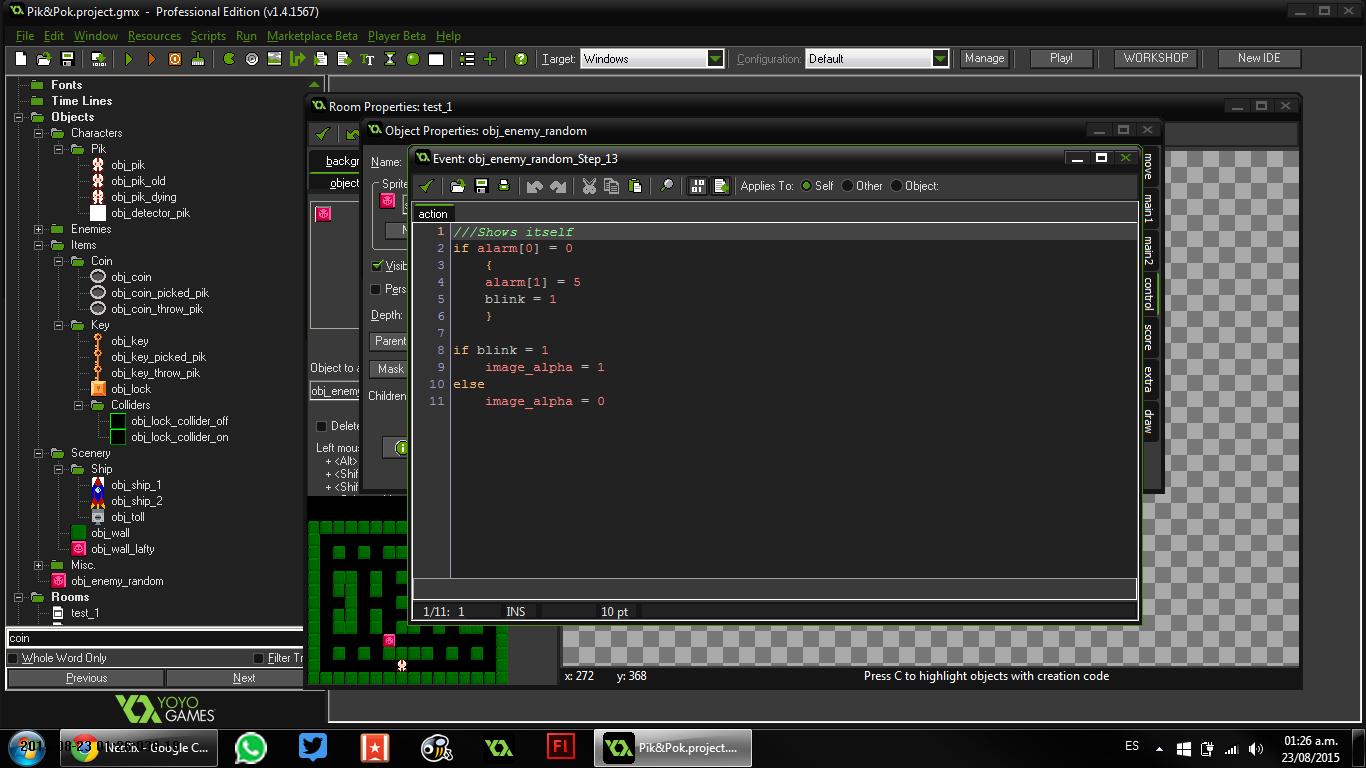 Pik&Pok.project.gmx - Professional Edition (v1.4.1567)
File Edit Window Resources Scripts Run Marketplace Beta Player Beta Help
Target: Windows Configuration: Default Manage Play! WORKSHOP New IDE
Fonts
Time Lines
Objects
Characters
Pik
obj_pik
obj_pik_old
obj_pik_dying
obj_detector_pik
Enemies
Items
Coin
obj_coin
obj_coin_picked_pik
obj_coin_throw_pik
Key
obj_key
obj_key_picked_pik
obj_key_throw_pik
obj_lock
Colliders
obj_lock_collider_off
obj_lock_collider_on
Scenery
Ship
obj_ship_1
obj_ship_2
obj_toll
obj_wall
obj_wall_lafty
Misc.
obj_enemy_random
Rooms
test_1
coin
Whole Word Only Filter Tr
Previous Next
YOYO
GAMES
Room Properties: test_1
backgr
object
Object to a
obj_enemy
Delete
Left mou
+ <Alt>
+ <Shif
+ <Shif
Object Properties: obj_enemy_random
Name:
Sprite
N
Visib
Pers
Depth:
Parent
Mask
Children
move
main1
main2
control
score
extra
draw
Event: obj_enemy_random_Step_13
Applies To: Self Other Object:
action
1 ///Shows itself
2 if alarm[0] = 0
3 {
4 alarm[1] = 5
5 blink = 1
6 }
7
8 if blink = 1
9 image_alpha = 1
10 else
11 image_alpha = 0
1/11: 1 INS 10 pt
x: 272 y: 368 Press C to highlight objects with creation code
Google C...
Fl
Pik&Pok.project....
ES
01:26 a.m.
23/08/2015